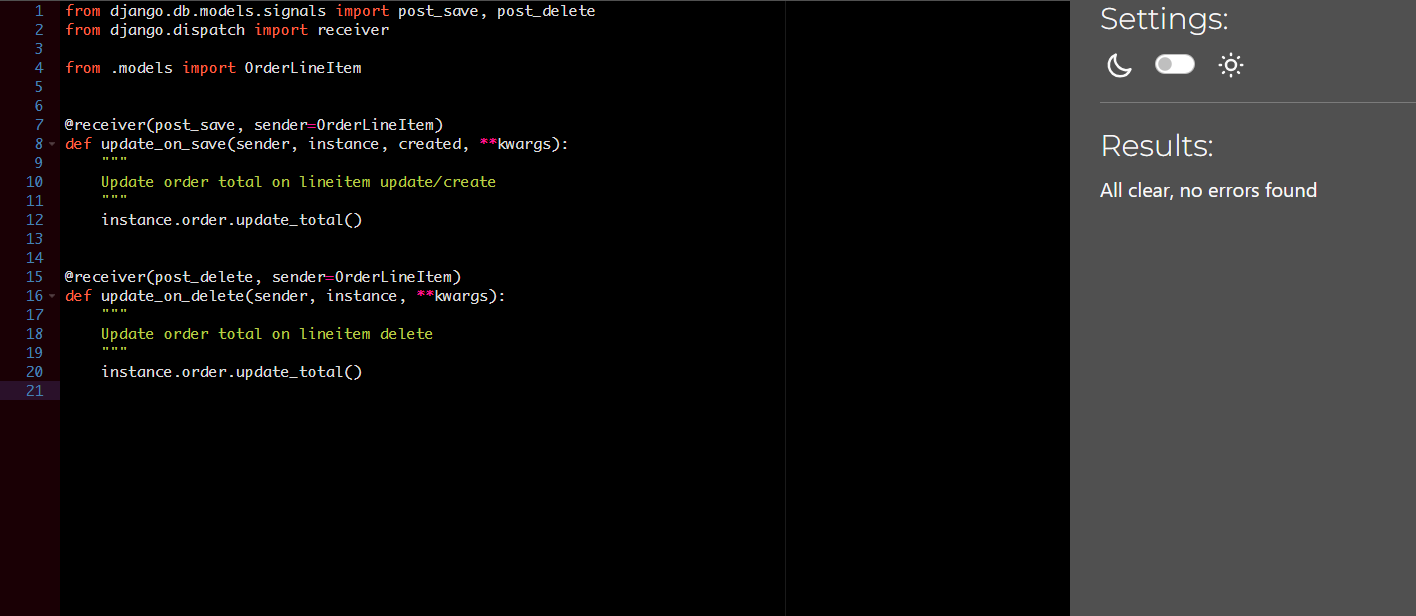 1 from django.db.models.signals import post_save, post_delete
2 from django.dispatch import receiver
3
4 from .models import OrderLineItem
5
6
7 @receiver(post_save, sender=OrderLineItem)
8 def update_on_save(sender, instance, created, **kwargs):
9     """
10     Update order total on lineitem update/create
11     """
12     instance.order.update_total()
13
14
15 @receiver(post_delete, sender=OrderLineItem)
16 def update_on_delete(sender, instance, **kwargs):
17     """
18     Update order total on lineitem delete
19     """
20     instance.order.update_total()
21
Settings:
Results:
All clear, no errors found